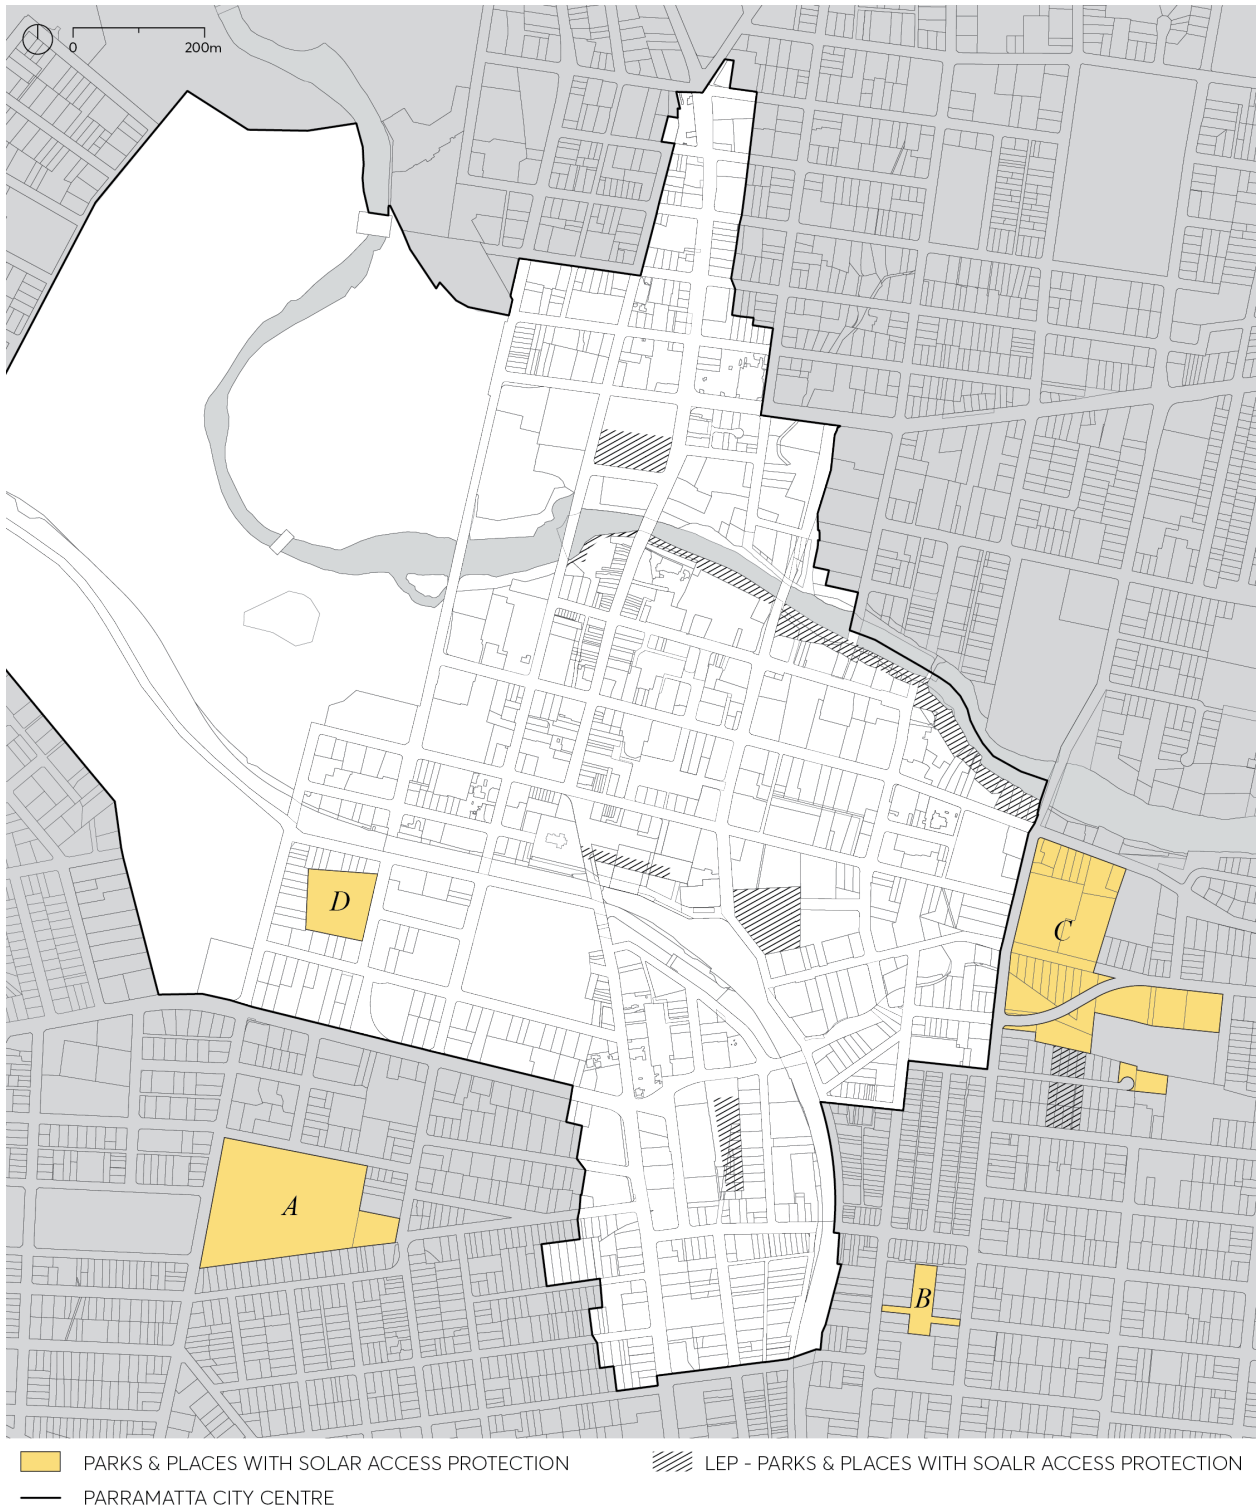 0
200m
D
C
A
B
PARKS & PLACES WITH SOLAR ACCESS PROTECTION
LEP - PARKS & PLACES WITH SOALR ACCESS PROTECTION
PARRAMATTA CITY CENTRE